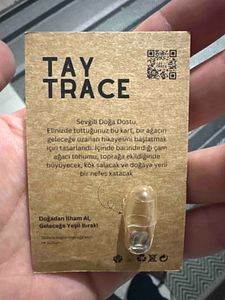 TAY
TRACE
Sevgili Doğa Dostu,
Elinizde tuttuğunuz bu kart, bir ağacın
geleceğe uzanan hikayesini başlatmak
için tasarlandı. İçinde barındırdığı çam
ağacı tohumu, toprağa ekildiğinde
büyüyecek, kök salacak ve doğaya yeni
bir nefes katacak
Doğadan İlham Al,
Geleceğe Yeşil Bırak!